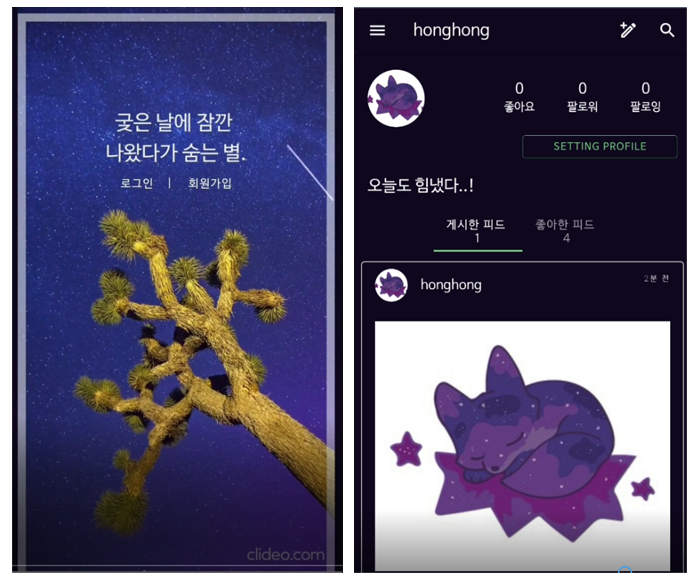 궂은 날에 잠깐
나왔다가 숨는 별.
로그인 | 회원가입
clideo.com
honghong
0 0 0
좋아요 팔로워 팔로잉
SETTING PROFILE
오늘도 힘냈다..!
게시한 피드 좋아한 피드
1 4
honghong 2분 전